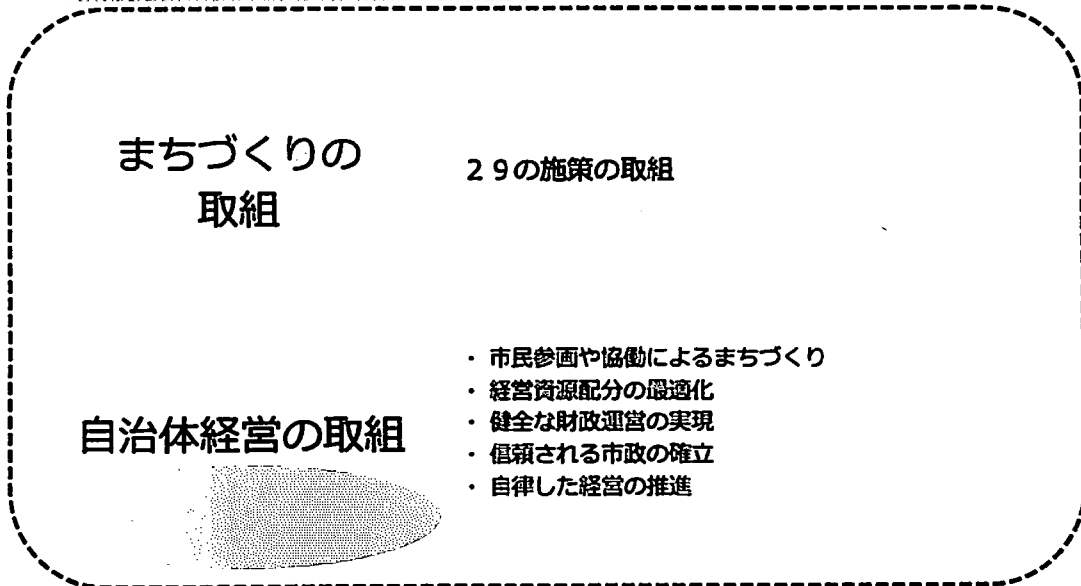 まちづくりの
取組
29の施策の取組
自治体経営の取組
・ 市民参画や協働によるまちづくり
・ 経営資源配分の最適化
・ 健全な財政運営の実現
・ 信頼される市政の確立
・ 自律した経営の推進